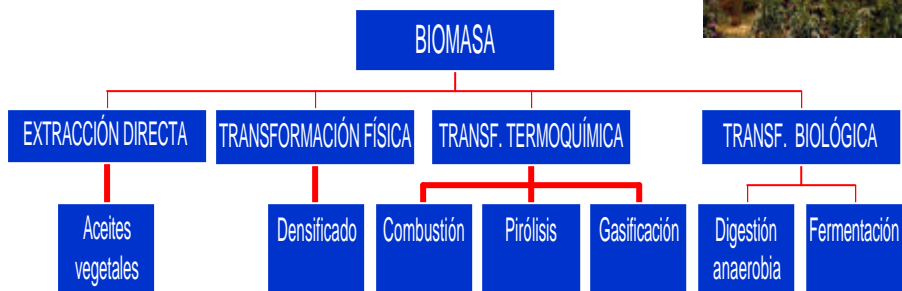 BIOMASA
EXTRACCIÓN DIRECTA
TRANSFORMACIÓN FÍSICA
TRANSF. TERMOQUÍMICA
TRANSF. BIOLÓGICA
Aceites
vegetales
Densificado
Combustión
Pirólisis
Gasificación
Digestión
anaerobia
Fermentación